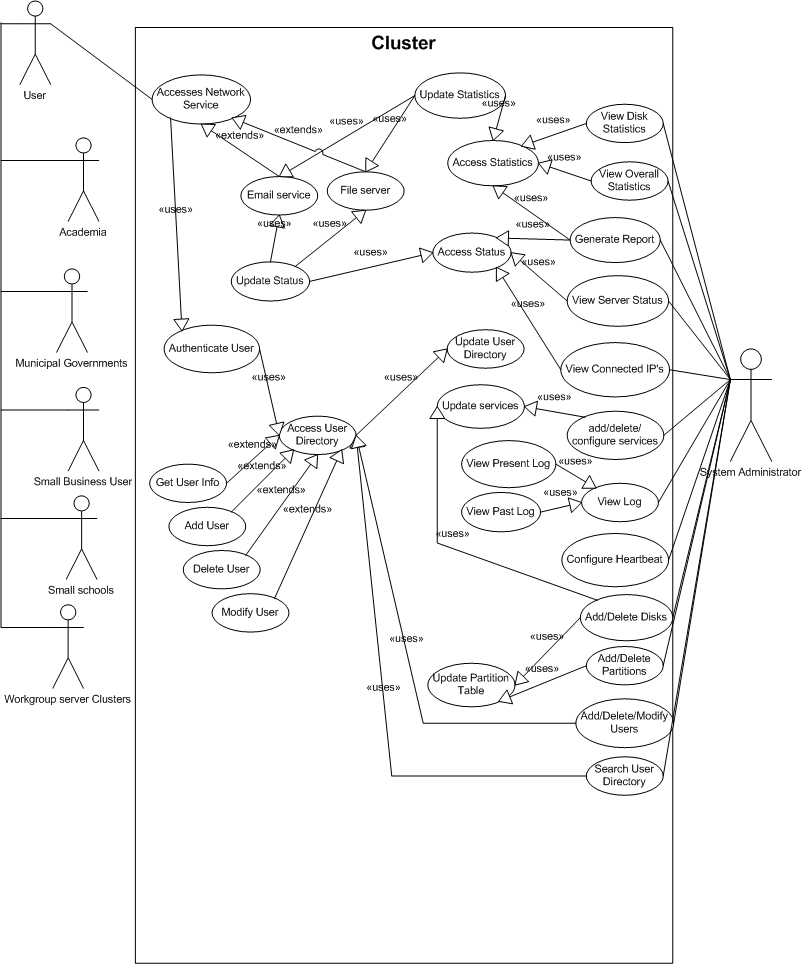 Cluster
User
Accesses Network
Service
Update Statistics
«uses»
«uses»
«uses»
«extends»
«extends»
«uses»
View Disk
Statistics
Access Statistics
«uses»
View Overall
Statistics
Academia
Email service
File server
«uses»
«uses»
«uses»
«uses»
«uses»
«uses»
Generate Report
«uses»
Access Status
Update Status
«uses»
View Server Status
«uses»
Municipal Governments
Authenticate User
Update User
Directory
View Connected IP's
«uses»
«uses»
Update services
«uses»
add/delete/
configure services
Access User
Directory
«extends»
Small Business User
Get User Info
«extends»
«extends»
«extends»
View Present Log
«uses»
System Administrator
View Past Log
«uses»
View Log
Add User
«uses»
Delete User
Configure Heartbeat
Small schools
Modify User
Add/Delete Disks
«uses»
«uses»
Add/Delete
Partitions
Update Partition
Table
«uses»
Workgroup server Clusters
Add/Delete/Modify
Users
Search User
Directory